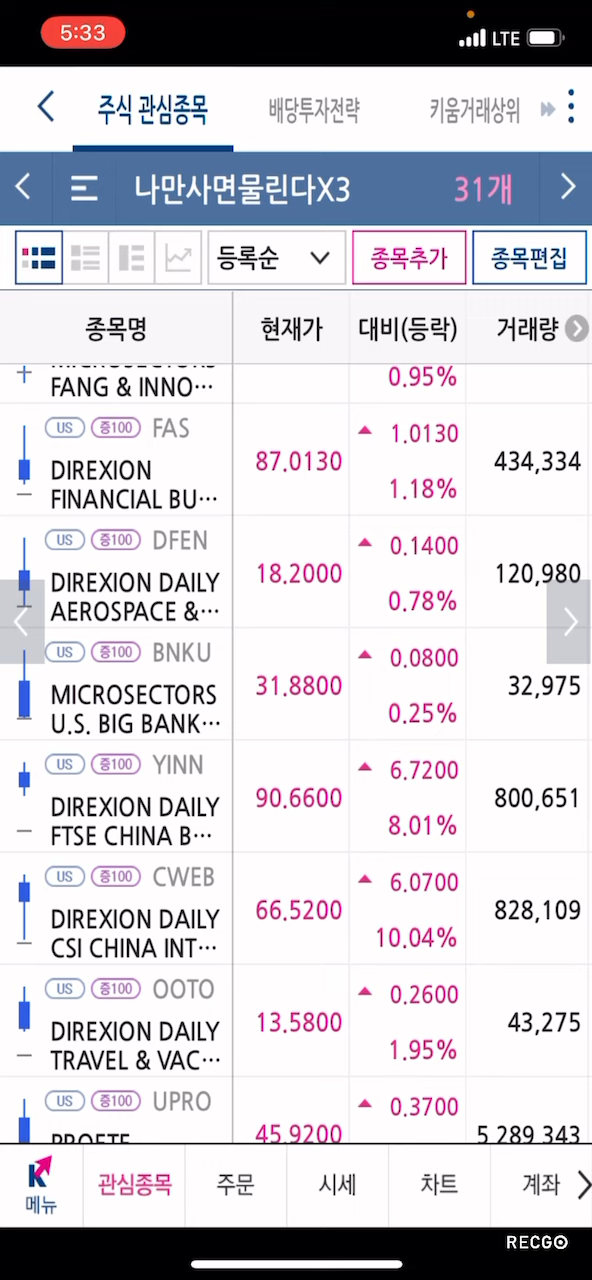 5:33
LTE
주식 관심종목 배당투자전략 키움거래상위
나만사면물린다X3 31개
등록순 종목추가 종목편집
종목명 현재가 대비(등락) 거래량
FANG & INNO··· 0.95%
US 증100 FAS
DIREXION
FINANCIAL BU···
87.0130
1.0130
1.18%
434,334
US 증100 DFEN
DIREXION DAILY
AEROSPACE &···
18.2000
0.1400
0.78%
120,980
US 증100 BNKU
MICROSECTORS
U.S. BIG BANK···
31.8800
0.0800
0.25%
32,975
US 증100 YINN
DIREXION DAILY
FTSE CHINA B···
90.6600
6.7200
8.01%
800,651
US 증100 CWEB
DIREXION DAILY
CSI CHINA INT···
66.5200
6.0700
10.04%
828,109
US 증100 OOTO
DIREXION DAILY
TRAVEL & VAC···
13.5800
0.2600
1.95%
43,275
US 증100 UPRO
45.9200
0.3700
5,289,343
메뉴 관심종목 주문 시세 차트 계좌
RECGO